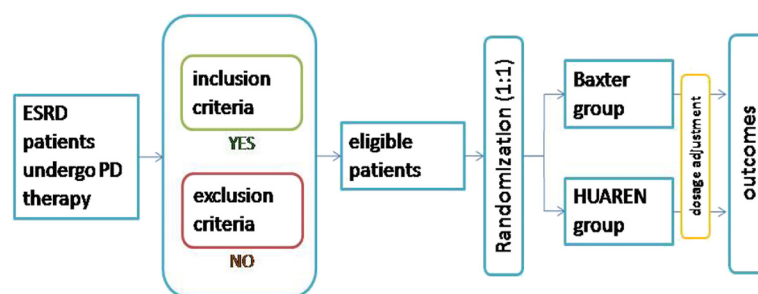 ESRD
patients
undergo PD
therapy
inclusion
criteria
YES
exclusion
criteria
NO
eligible
patients
Randomization (1:1)
Baxter
group
HUAREN
group
dosage adjustment
outcomes